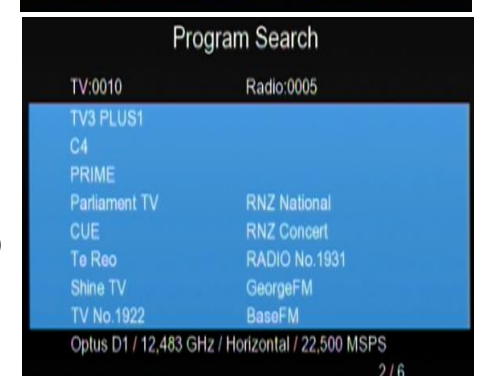 Program Search
TV:0010 Radio:0005
TV3 PLUS1
C4
PRIME
Parliament TV RNZ National
CUE RNZ Concert
Te Reo RADIO No.1931
Shine TV GeorgeFM
TV No.1922 BaseFM
Optus D1 / 12,483 GHz / Horizontal / 22,500 MSPS
2 / 6